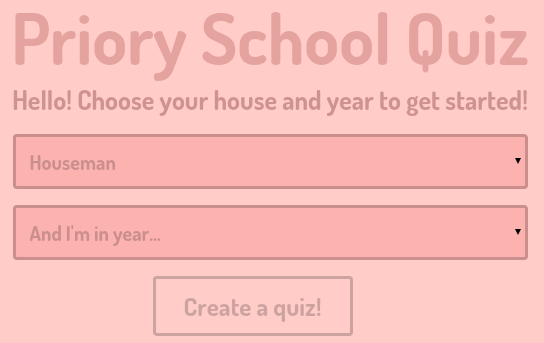 Priory School Quiz
Hello! Choose your house and year to get started!
Houseman
And I'm in year...
Create a quiz!